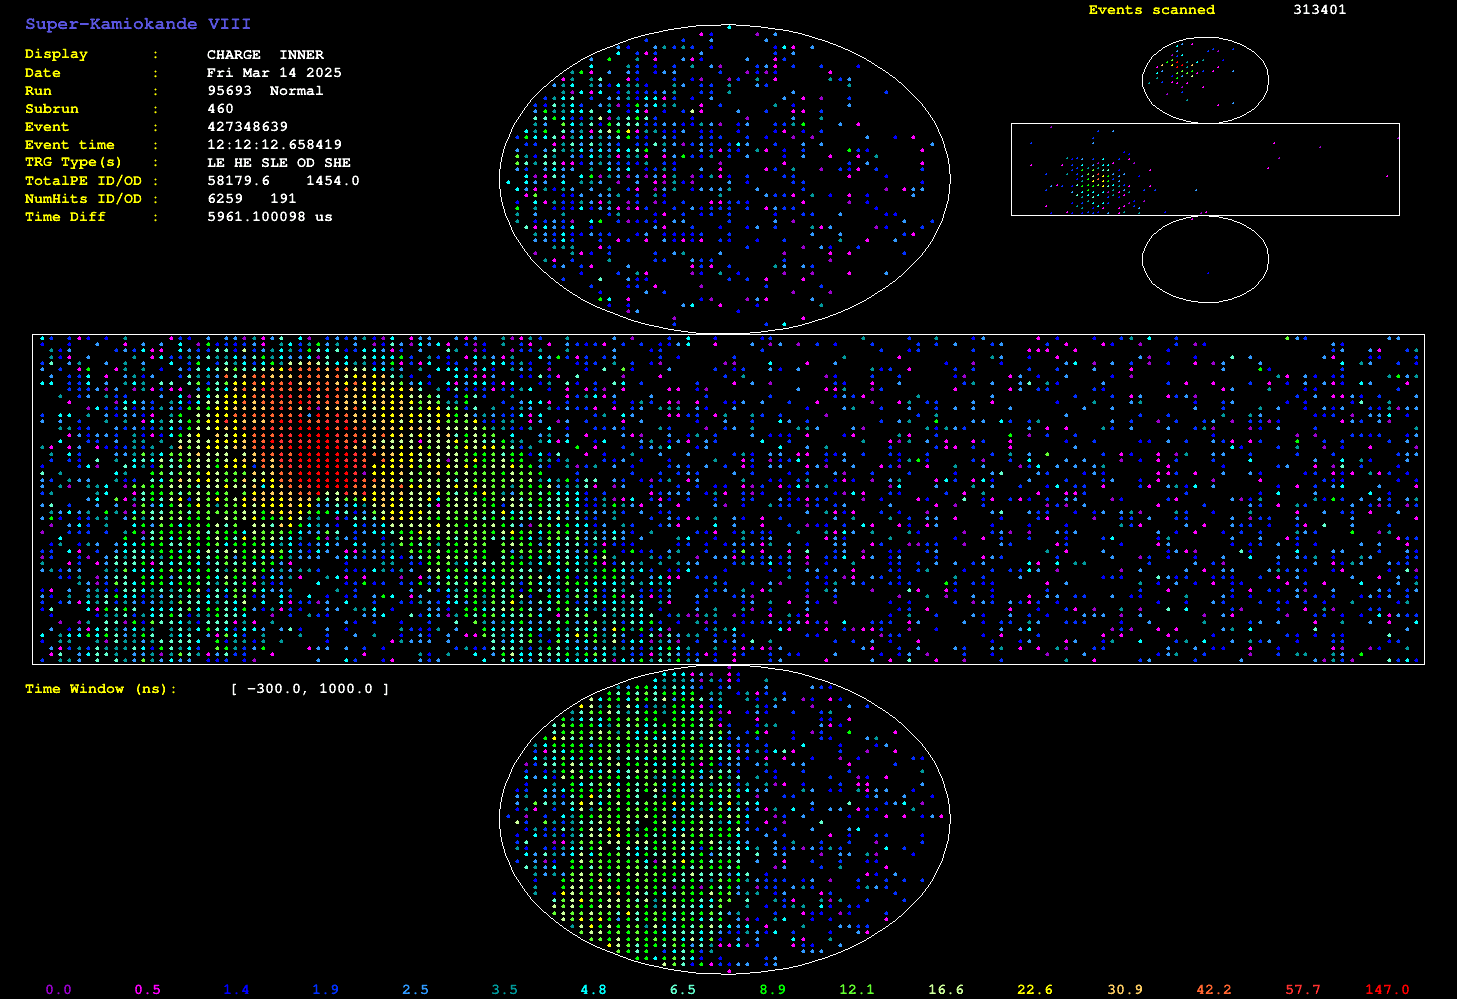 Super-Kamiokande VIII
Events scanned 313401
Display : CHARGE INNER
Date : Fri Mar 14 2025
Run : 95693 Normal
Subrun : 460
Event : 427348639
Event time : 12:12:12.658419
TRG Type(s) : LE HE SLE OD SHE
TotalPE ID/OD : 58179.6 1454.0
NumHits ID/OD : 6259 191
Time Diff : 5961.100098 us
Time Window (ns): [ -300.0, 1000.0 ]
0.0 0.5 1.4 1.9 2.5 3.5 4.8 6.5 8.9 12.1 16.6 22.6 30.9 42.2 57.7 147.0